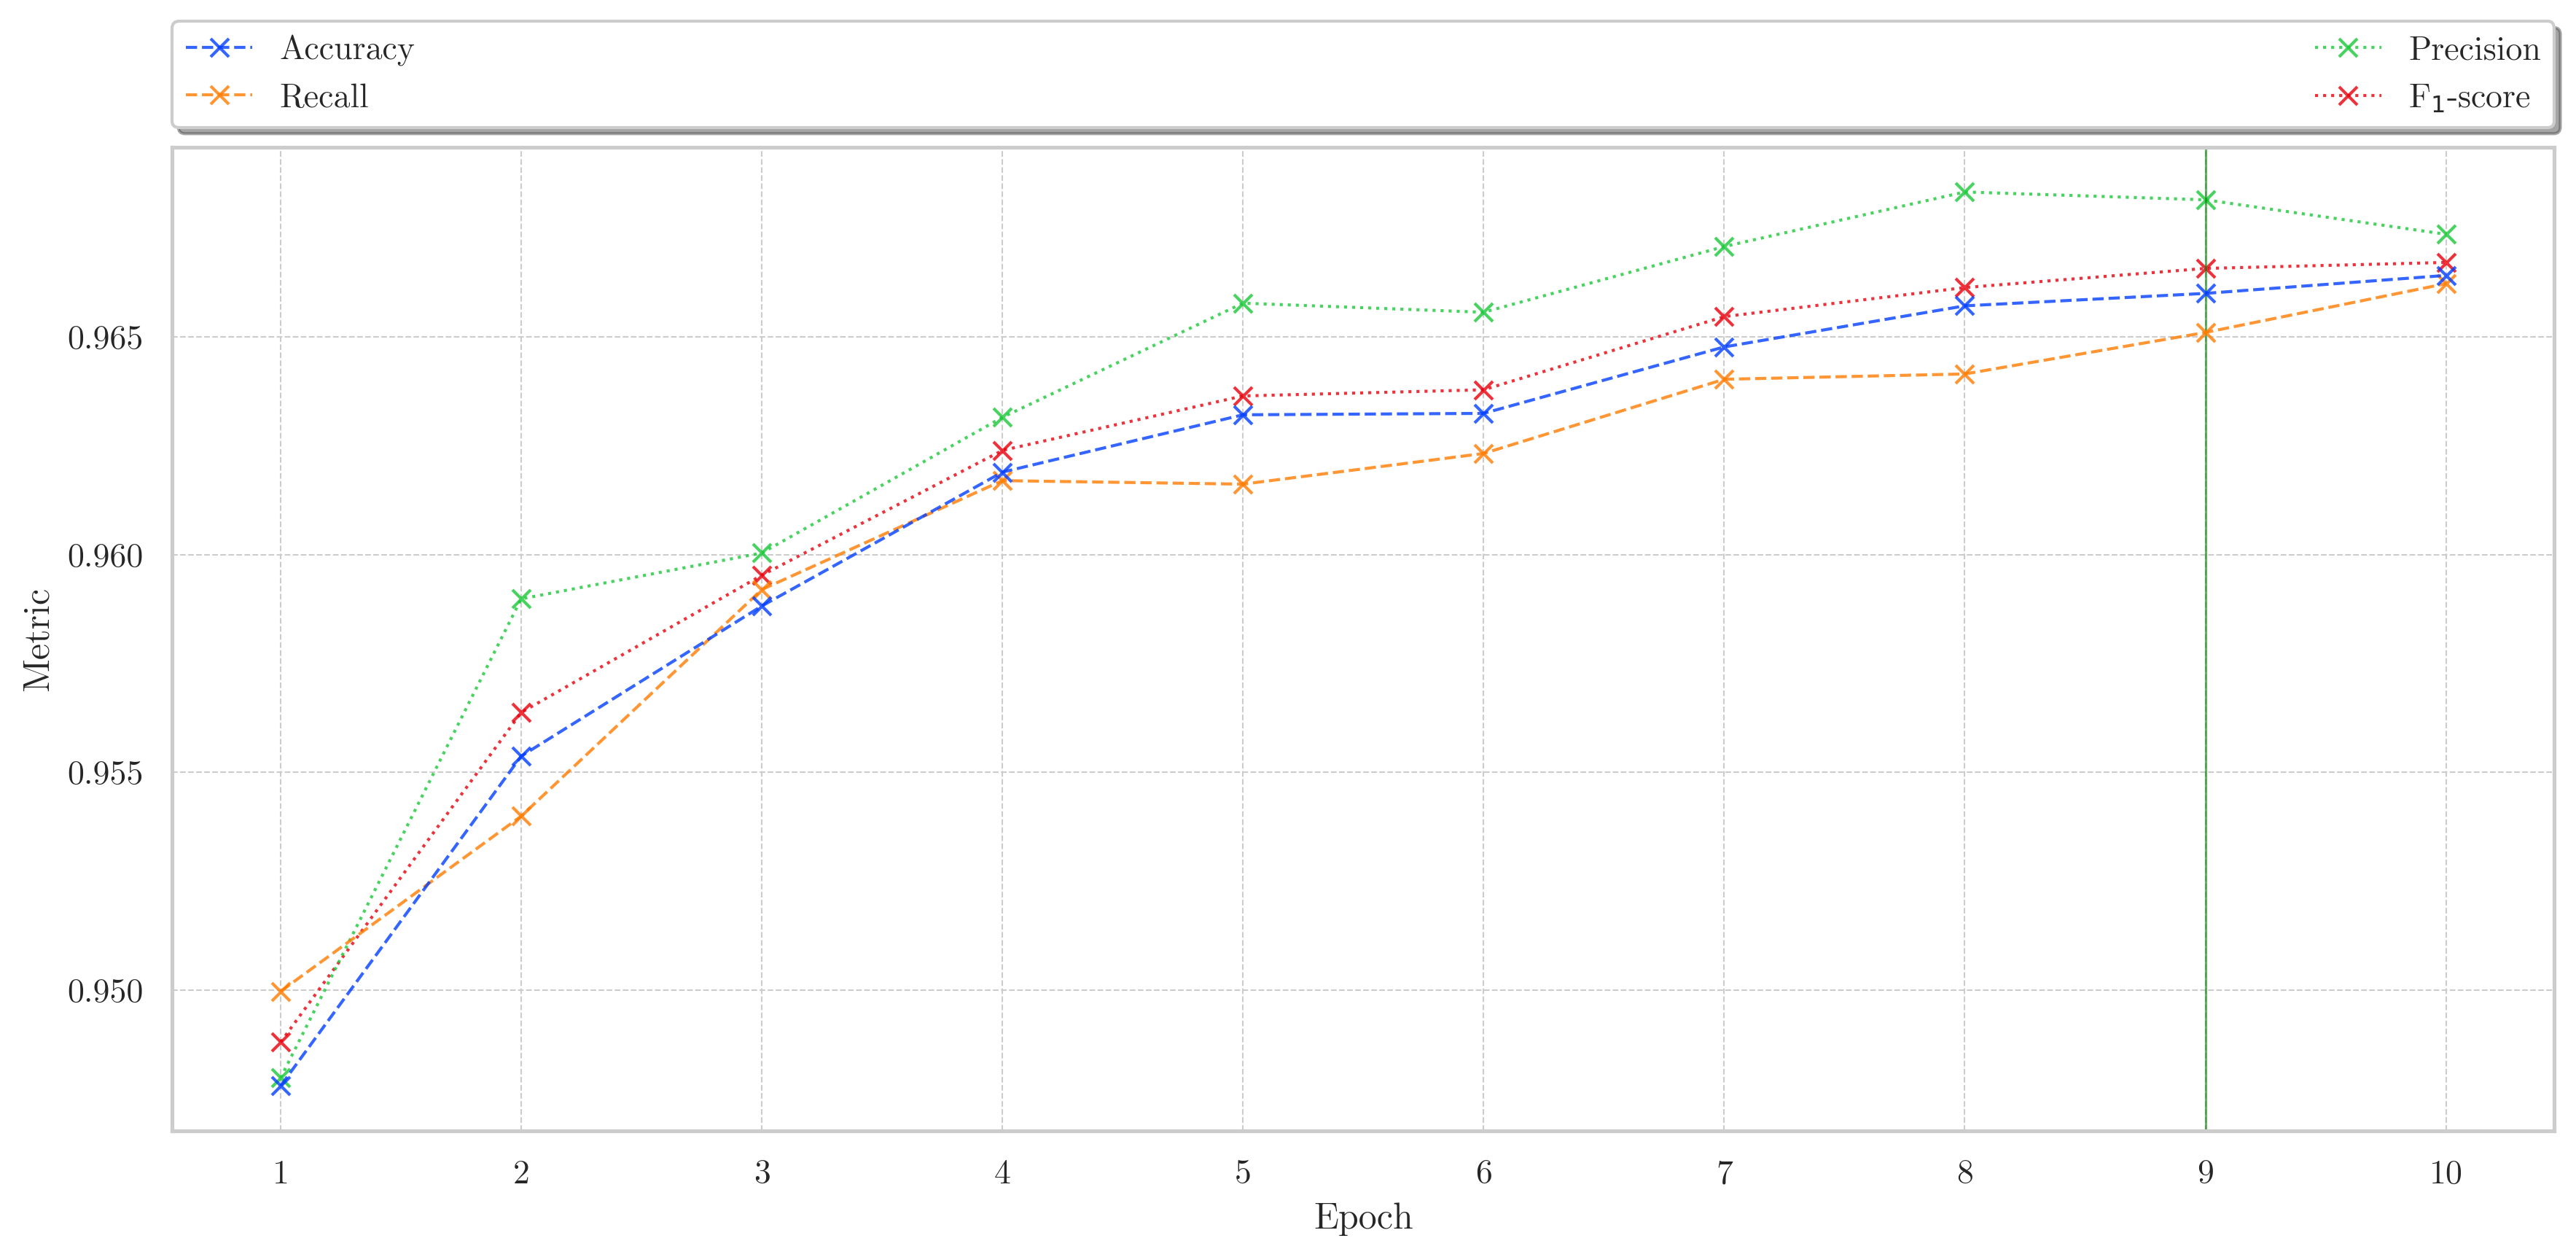 Accuracy
Recall
Precision
F₁-score
0.965
0.960
0.955
0.950
Metric
1 2 3 4 5 6 7 8 9 10
Epoch